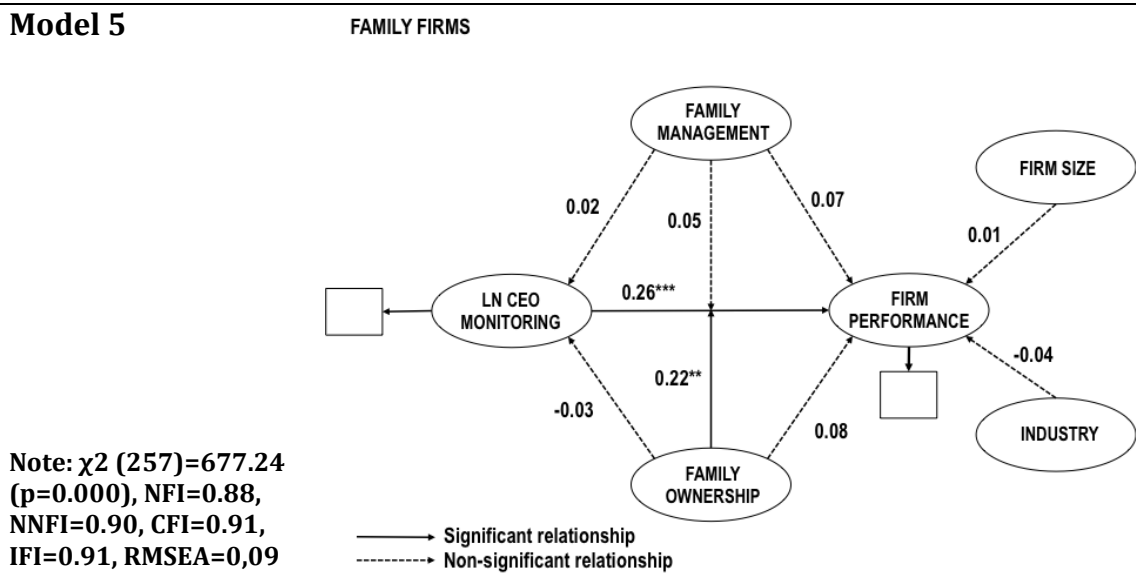 Model 5
FAMILY FIRMS
FAMILY
MANAGEMENT
FIRM SIZE
0.02
0.05
0.07
0.01
LN CEO
MONITORING
0.26***
FIRM
PERFORMANCE
-0.03
0.22**
0.08
-0.04
INDUSTRY
FAMILY
OWNERSHIP
Note: χ2 (257)=677.24
(p=0.000), NFI=0.88,
NNFI=0.90, CFI=0.91,
IFI=0.91, RMSEA=0,09
Significant relationship
Non-significant relationship